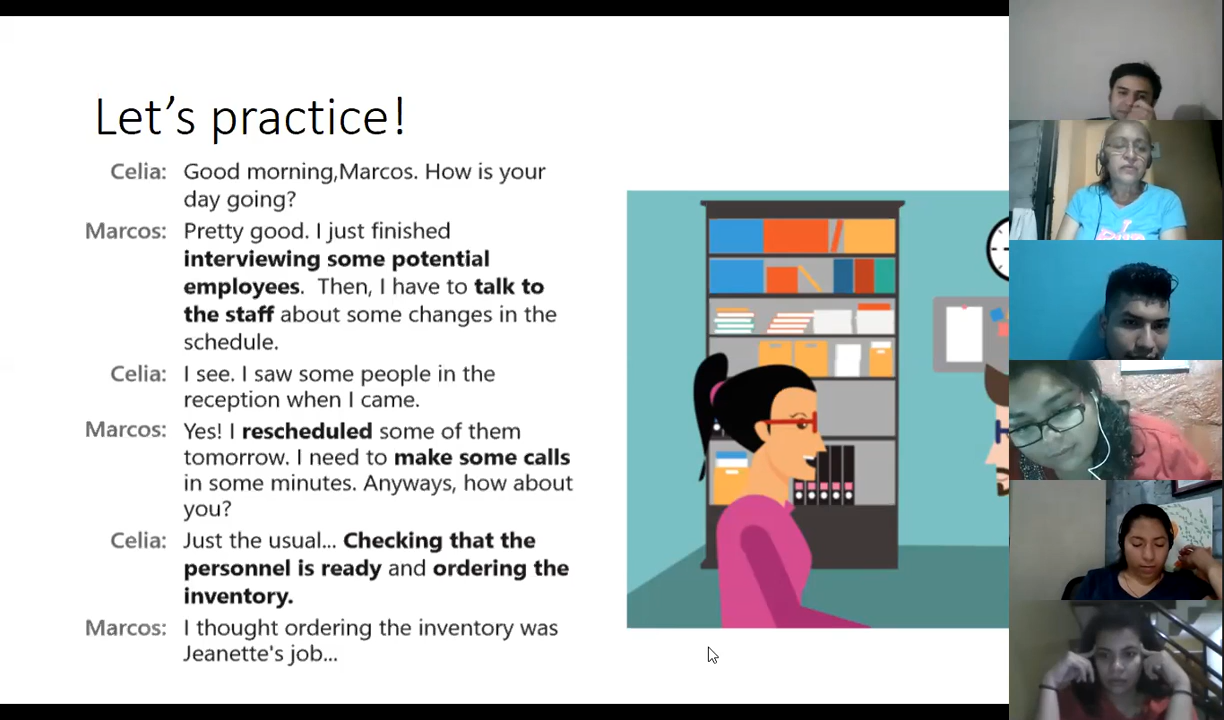 Let's practice!
Celia: Good morning,Marcos. How is your
day going?
Marcos: Pretty good. I just finished
interviewing some potential
employees. Then, I have to talk to
the staff about some changes in the
schedule.
Celia: I see. I saw some people in the
reception when I came.
Marcos: Yes! I rescheduled some of them
tomorrow. I need to make some calls
in some minutes. Anyways, how about
you?
Celia: Just the usual... Checking that the
personnel is ready and ordering the
inventory.
Marcos: I thought ordering the inventory was
Jeanette's job...